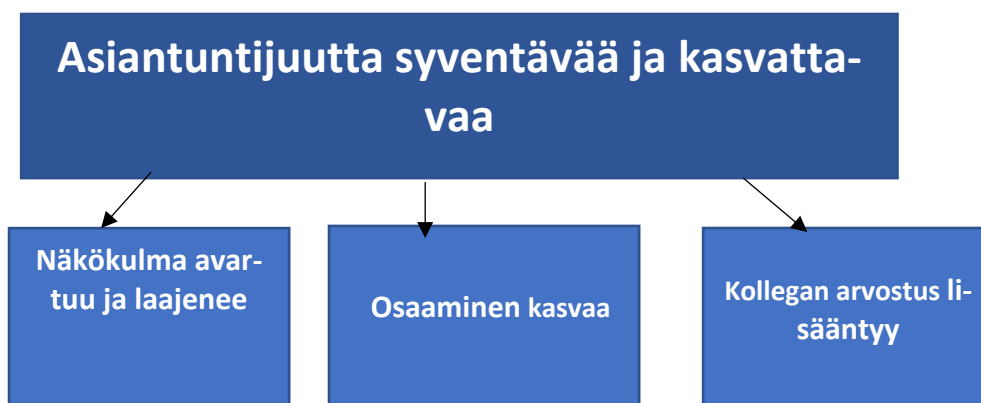 Asiantuntijuutta syventävää ja kasvatta-
vaa
Näkökulma avar-
tuu ja laajenee
Osaaminen kasvaa
Kollegan arvostus li-
sääntyy